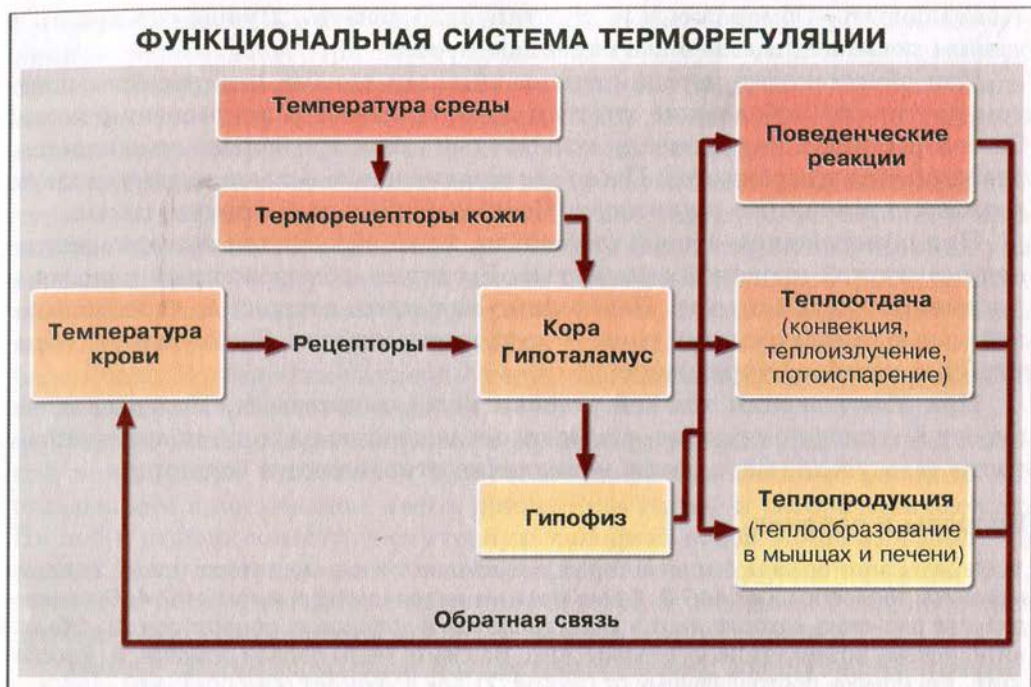 ФУНКЦИОНАЛЬНАЯ СИСТЕМА ТЕРМОРЕГУЛЯЦИИ
Температура среды
Поведенческие
реакции
Терморецепторы кожи
Температура
крови
Рецепторы
Кора
Гипоталамус
Теплоотдача
(конвекция,
теплоизлучение,
потоиспарение)
Гипофиз
Теплопродукция
(теплообразование
в мышцах и печени)
Обратная связь